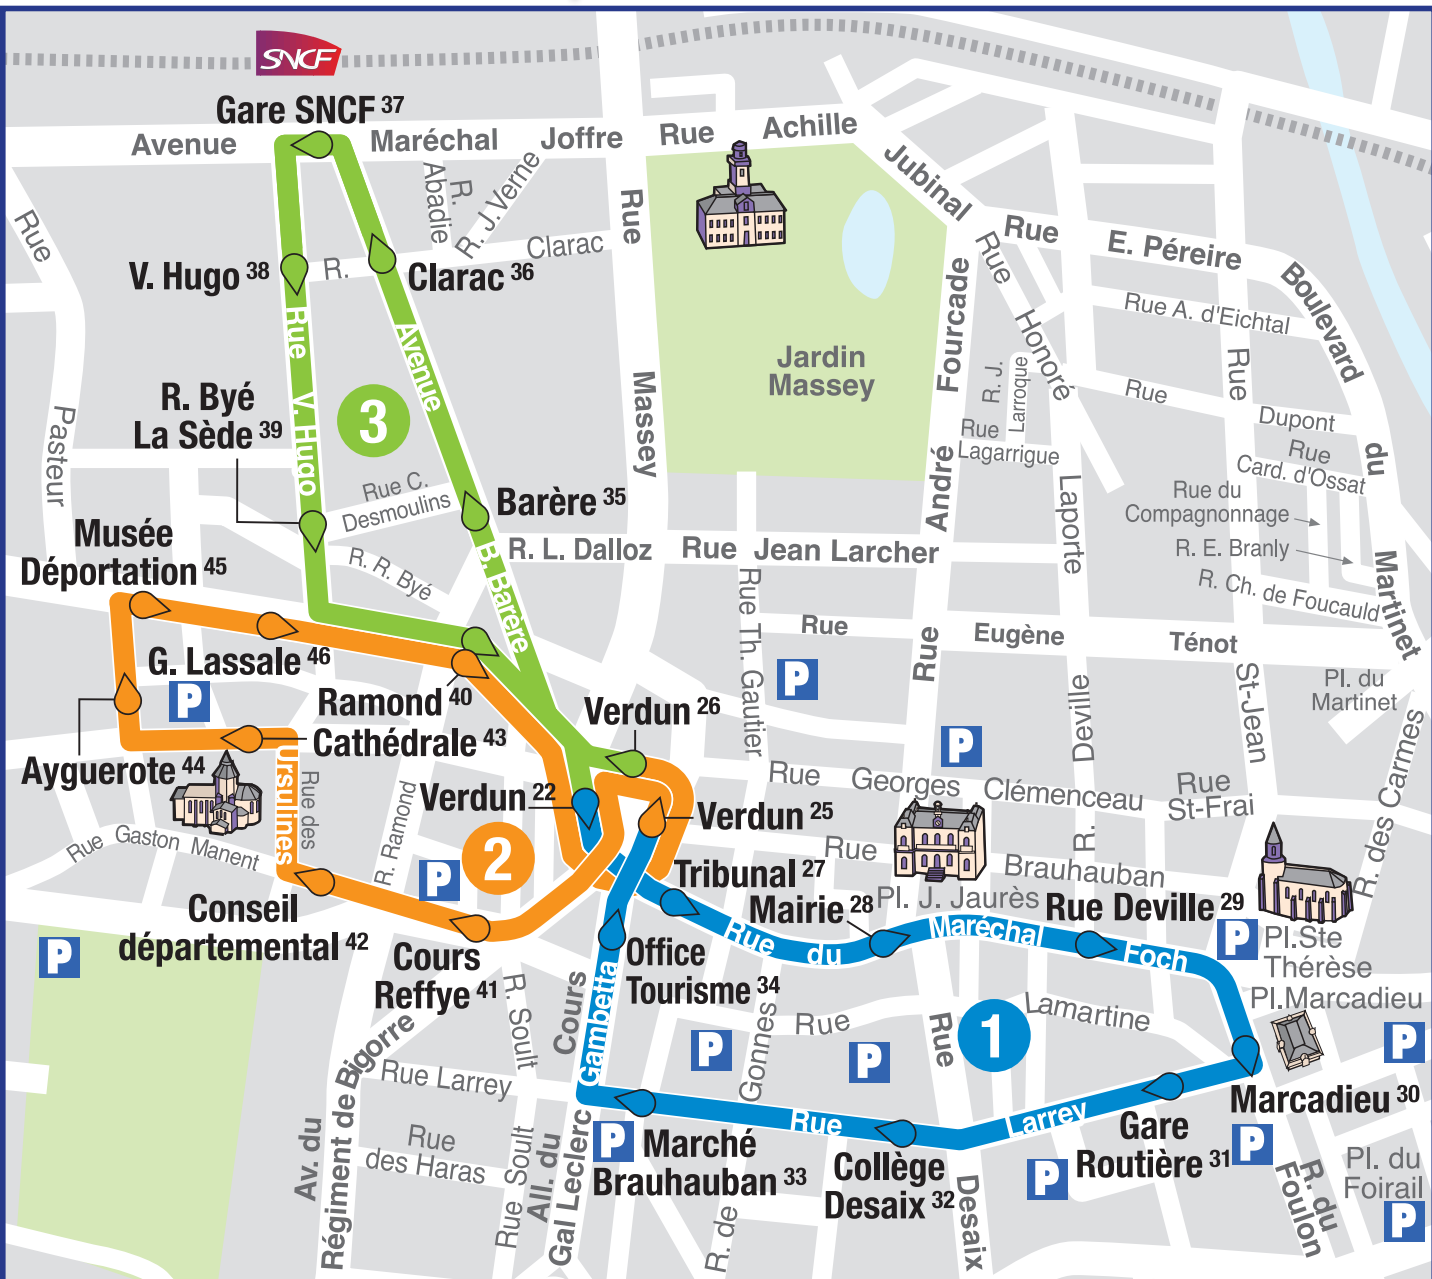 SNCF
Gare SNCF 37
Avenue Maréchal Joffre
Rue Achille Jubinal
R. Abadie
R. J. Verne
R. Clarac
Rue Massey
Rue Pasteur
V. Hugo 38
Clarac 36
Rue V. Hugo
Avenue B. Barère
R. Byé
La Sède 39
3
Rue C.
Desmoulins
Barère 35
R. R. Byé
R. L. Dalloz
Rue Jean Larcher
Jardin
Massey
Rue André Fourcade
Rue Honoré Laporte
Rue E. Péreire
Boulevard du Martinet
Rue A. d'Eichtal
R. J.
Larroque
Rue
Lagarrigue
Rue Dupont
Rue
Card. d'Ossat
Rue du
Compagnonnage
R. E. Branly
R. Ch. de Foucauld
Rue St-Jean
Rue Eugène Ténot
Pl. du
Martinet
R. des Carmes
Rue Th. Gautier
P
P
P
Musée
Déportation 45
G. Lassale 46
Ramond 40
Ayguerote 44
Cathédrale 43
Verdun 26
Verdun 22
Verdun 25
Rue des
Ursulines
Rue Gaston Manent
R. Ramond
2
P
Rue Georges Clémenceau
R. Deville
Rue
St-Frai
Rue Brauhauban
Pl. J. Jaurès
Conseil
départemental 42
Cours
Reffye 41
Tribunal 27
Mairie 28
Rue Deville 29
Rue du Maréchal Foch
P
P
Pl.Ste
Thérèse
Pl.Marcadieu
Office
Tourisme 34
Cours Gambetta
R. Soult
Rue Larrey
Av. du
Régiment de Bigorre
Rue
des Haras
Rue Soult
All. du
Gal Leclerc
R. de Gonnes
Rue Lamartine
Rue Desaix
1
P
P
P
Marcadieu 30
Gare
Routière 31
Rue Larrey
Collège
Desaix 32
Marché
Brauhauban 33
P
P
P
P
R. du
Foulon
Pl. du
Foirail